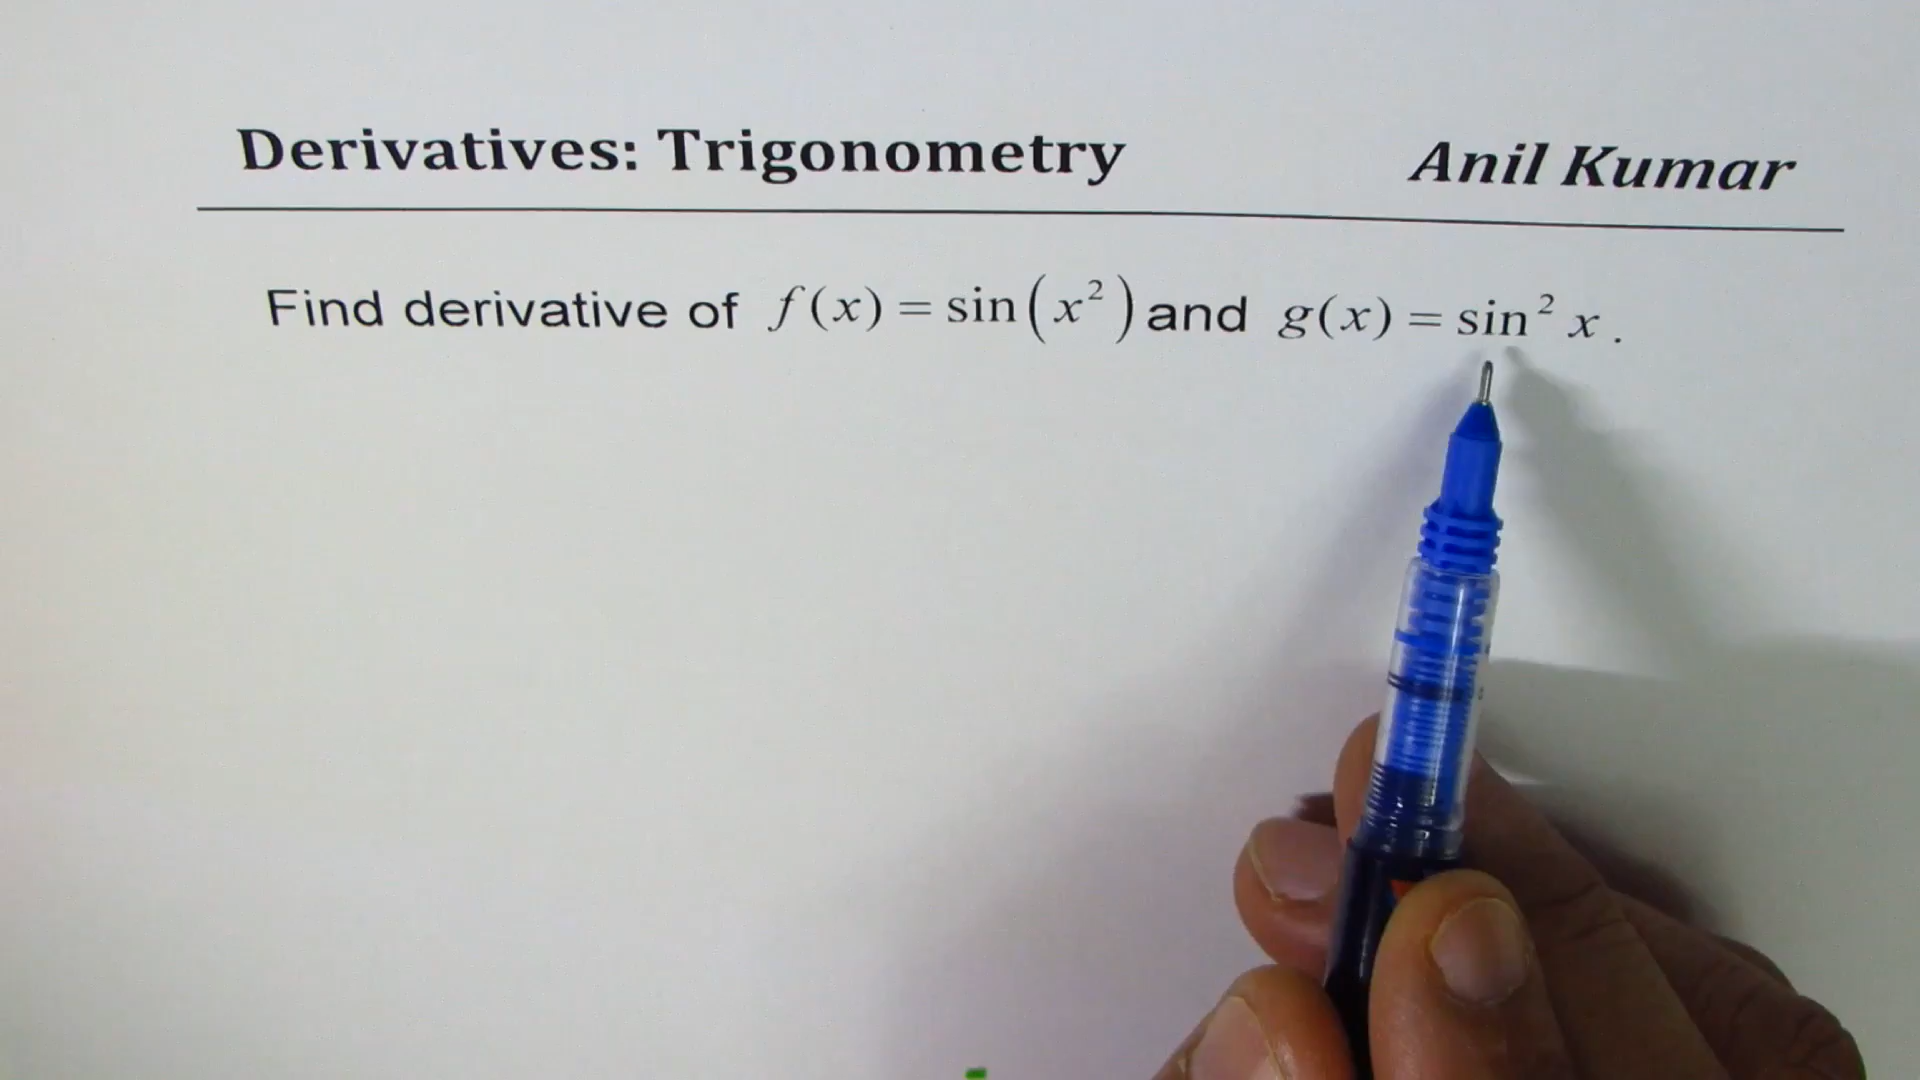 Derivatives: Trigonometry Anil Kumar
Find derivative of f(x) = sin(x²) and g(x) = sin² x .